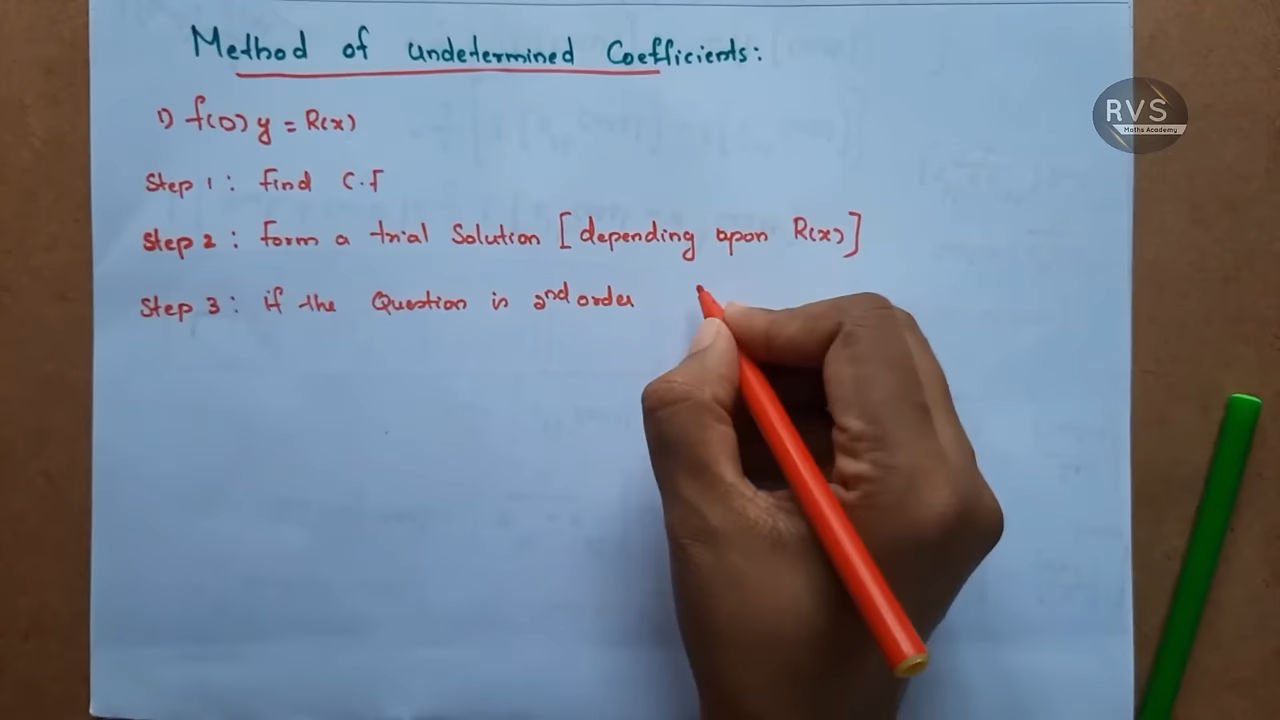 Method of undetermined Coefficients:
1) f(D) y = R(x)
Step 1 : find C.F
Step 2 : form a trial Solution [depending upon R(x)]
Step 3 : if the Question is 2nd order
RVS
Maths Academy